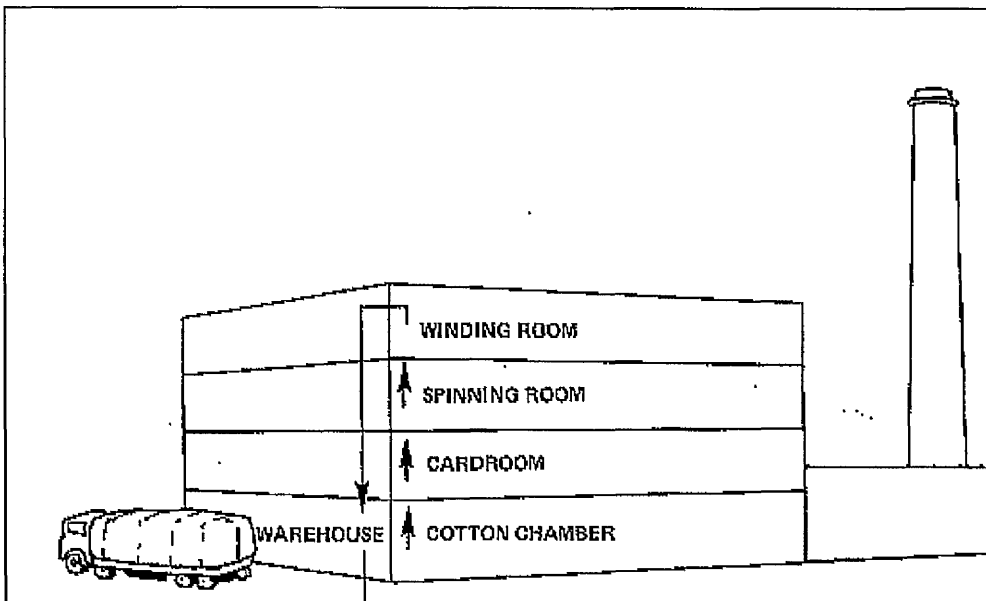 WINDING ROOM
SPINNING ROOM
CARDROOM
WAREHOUSE
COTTON CHAMBER